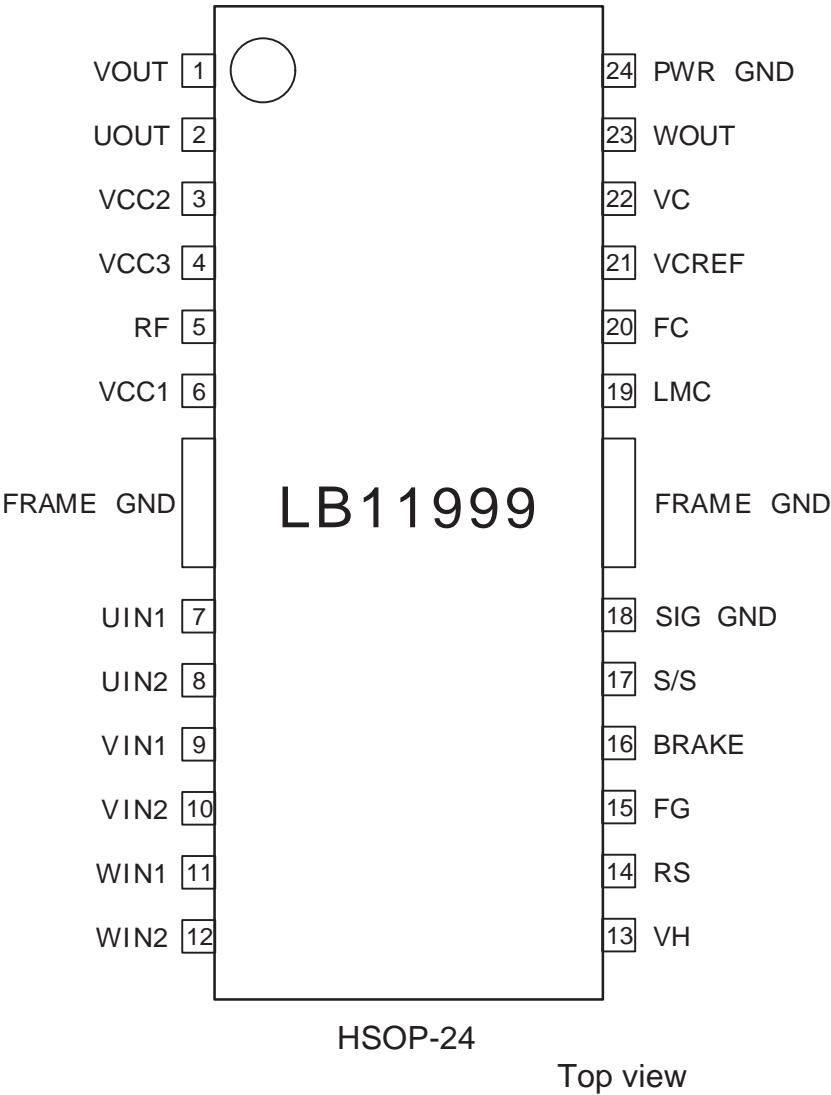 VOUT 1 24 PWR GND
UOUT 2 23 WOUT
VCC2 3 22 VC
VCC3 4 21 VCREF
RF 5 20 FC
VCC1 6 19 LMC
FRAME GND LB11999 FRAME GND
UIN1 7 18 SIG GND
UIN2 8 17 S/S
VIN1 9 16 BRAKE
VIN2 10 15 FG
WIN1 11 14 RS
WIN2 12 13 VH
HSOP-24
Top view